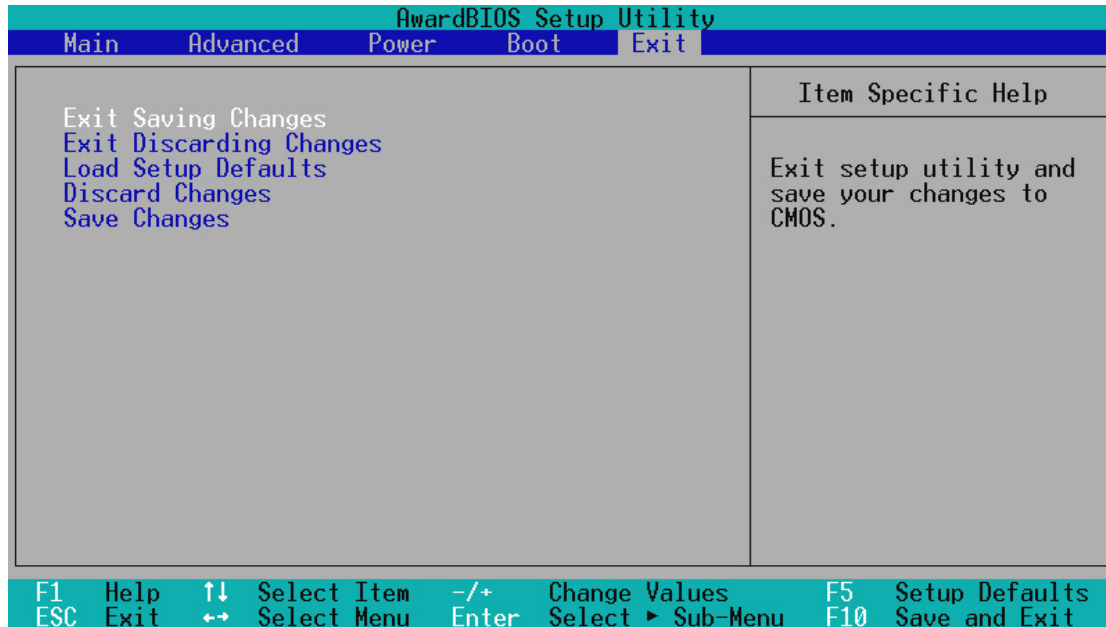 AwardBIOS Setup Utility
Main Advanced Power Boot Exit
Item Specific Help
Exit Saving Changes
Exit Discarding Changes
Load Setup Defaults
Discard Changes
Save Changes
Exit setup utility and
save your changes to
CMOS.
F1 Help ↑↓ Select Item -/+ Change Values F5 Setup Defaults
ESC Exit ←→ Select Menu Enter Select ► Sub-Menu F10 Save and Exit